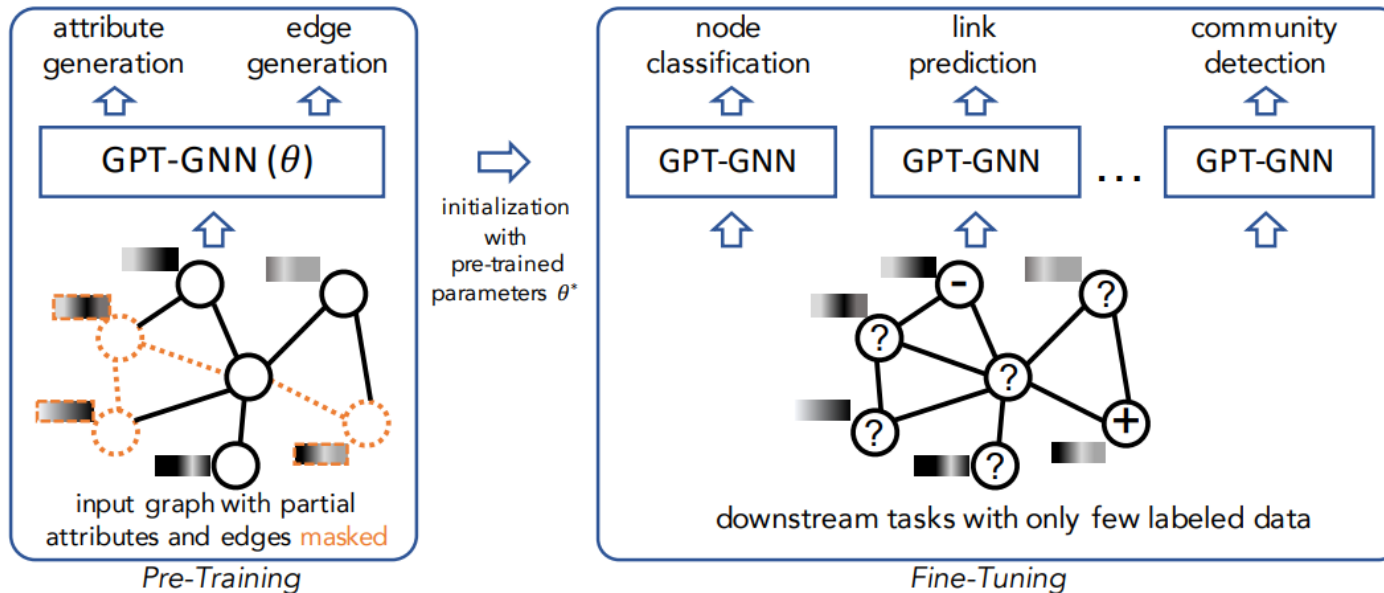 attribute
generation
edge
generation
GPT-GNN (θ)
input graph with partial
attributes and edges masked
Pre-Training
initialization
with
pre-trained
parameters θ*
node
classification
link
prediction
community
detection
GPT-GNN
GPT-GNN
...
GPT-GNN
-
?
?
?
?
+
?
downstream tasks with only few labeled data
Fine-Tuning